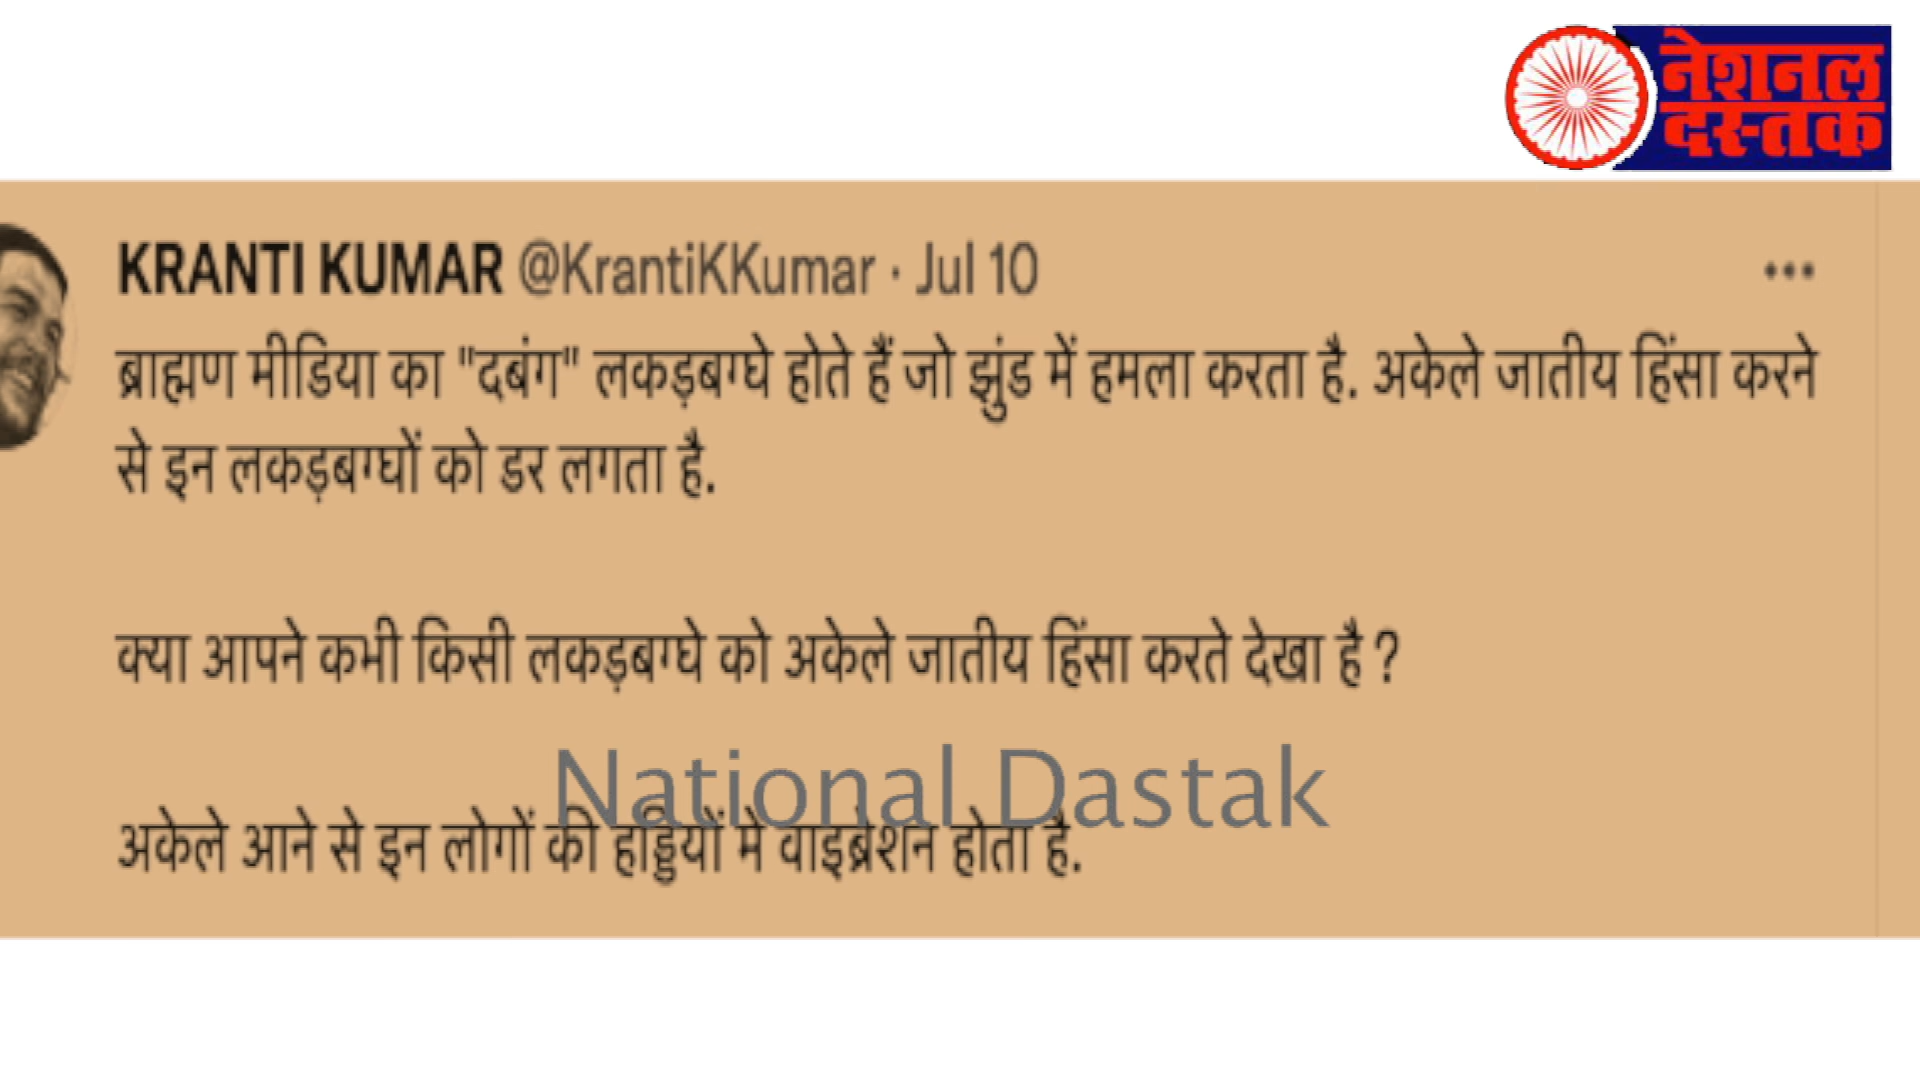 नेशनल
दस्तक
KRANTI KUMAR @KrantiKKumar · Jul 10
ब्राह्मण मीडिया का "दबंग" लकड़बग्घे होते हैं जो झुंड में हमला करता है. अकेले जातीय हिंसा करने
से इन लकड़बग्घों को डर लगता है.
क्या आपने कभी किसी लकड़बग्घे को अकेले जातीय हिंसा करते देखा है ?
National Dastak
अकेले आने से इन लोगों की हड्डियों में वाइब्रेशन होता है.